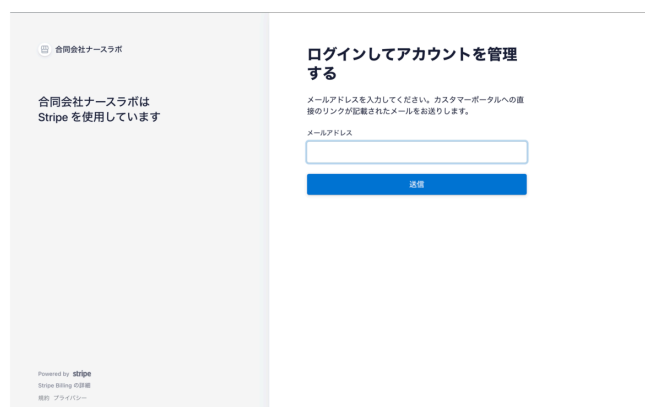 合同会社ナースラボ
合同会社ナースラボは
Stripe を使用しています
Powered by stripe
Stripe Billing の詳細
規約 プライバシー
ログインしてアカウントを管理
する
メールアドレスを入力してください。カスタマーポータルへの直
接のリンクが記載されたメールをお送りします。
メールアドレス
送信